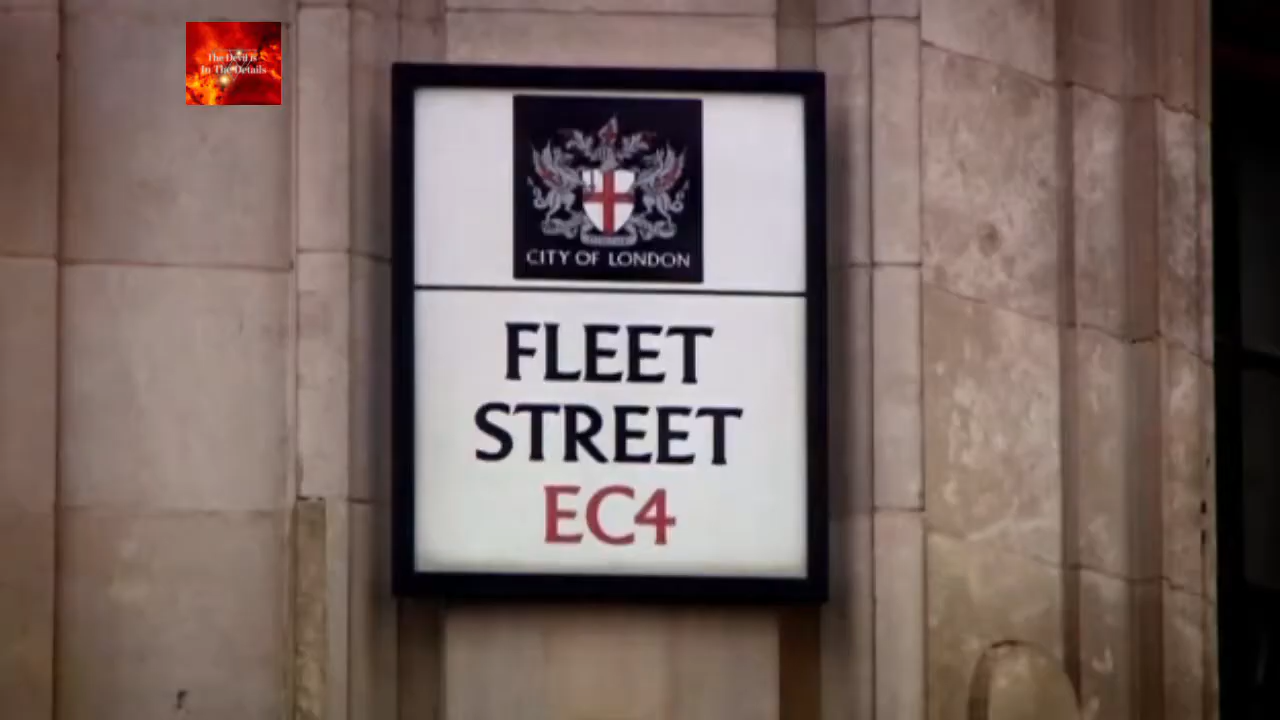 The Devil is
In The Details
CITY OF LONDON
FLEET
STREET
EC4